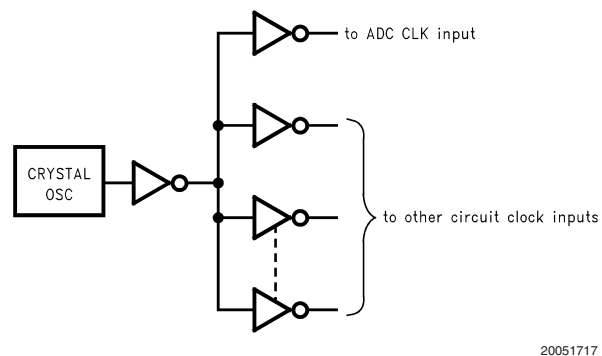 to ADC CLK input
CRYSTAL
OSC
to other circuit clock inputs
20051717